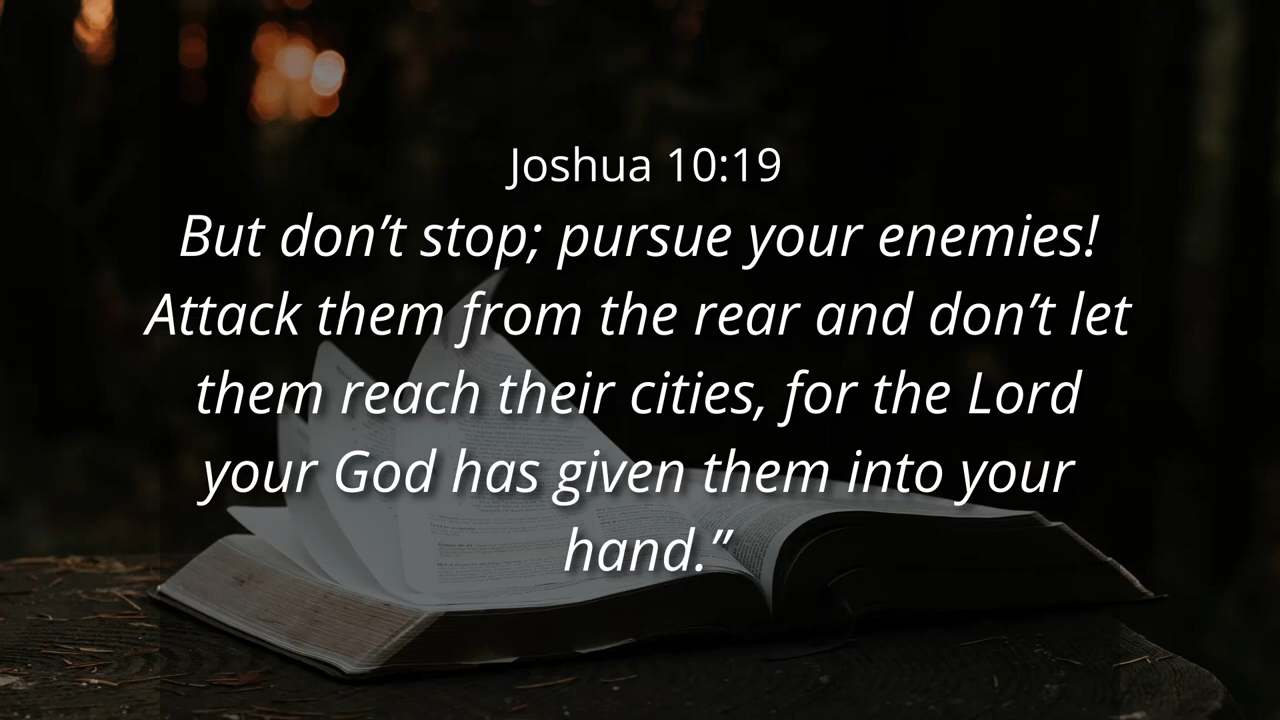 Joshua 10:19
But don’t stop; pursue your enemies!
Attack them from the rear and don’t let
them reach their cities, for the Lord
your God has given them into your
hand.”